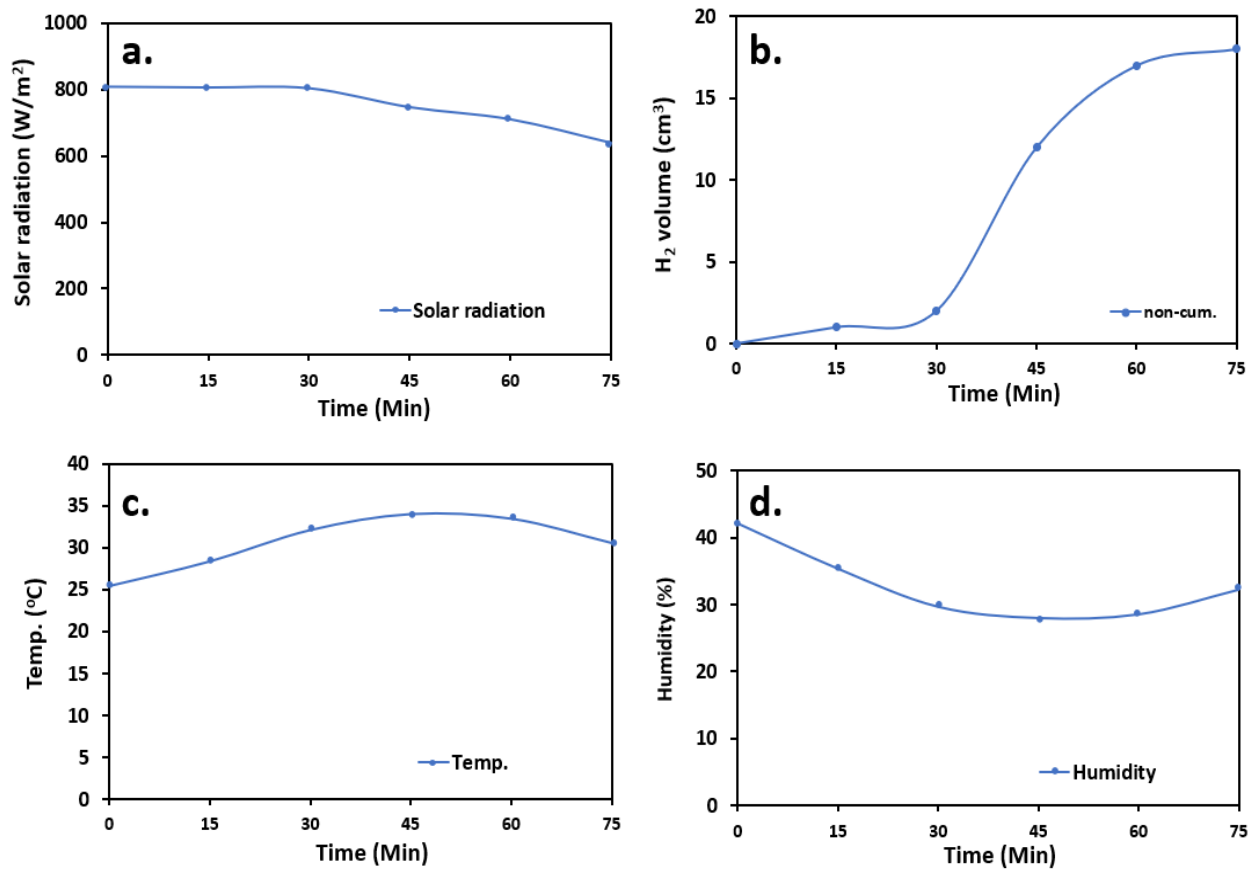 a.
Solar radiation (W/m²)
1000
800
600
400
200
0
Solar radiation
0 15 30 45 60 75
Time (Min)
b.
H₂ volume (cm³)
20
15
10
5
0
non-cum.
0 15 30 45 60 75
Time (Min)
c.
Temp. (°C)
40
35
30
25
20
15
10
5
0
Temp.
0 15 30 45 60 75
Time (Min)
d.
Humidity (%)
50
40
30
20
10
0
Humidity
0 15 30 45 60 75
Time (Min)